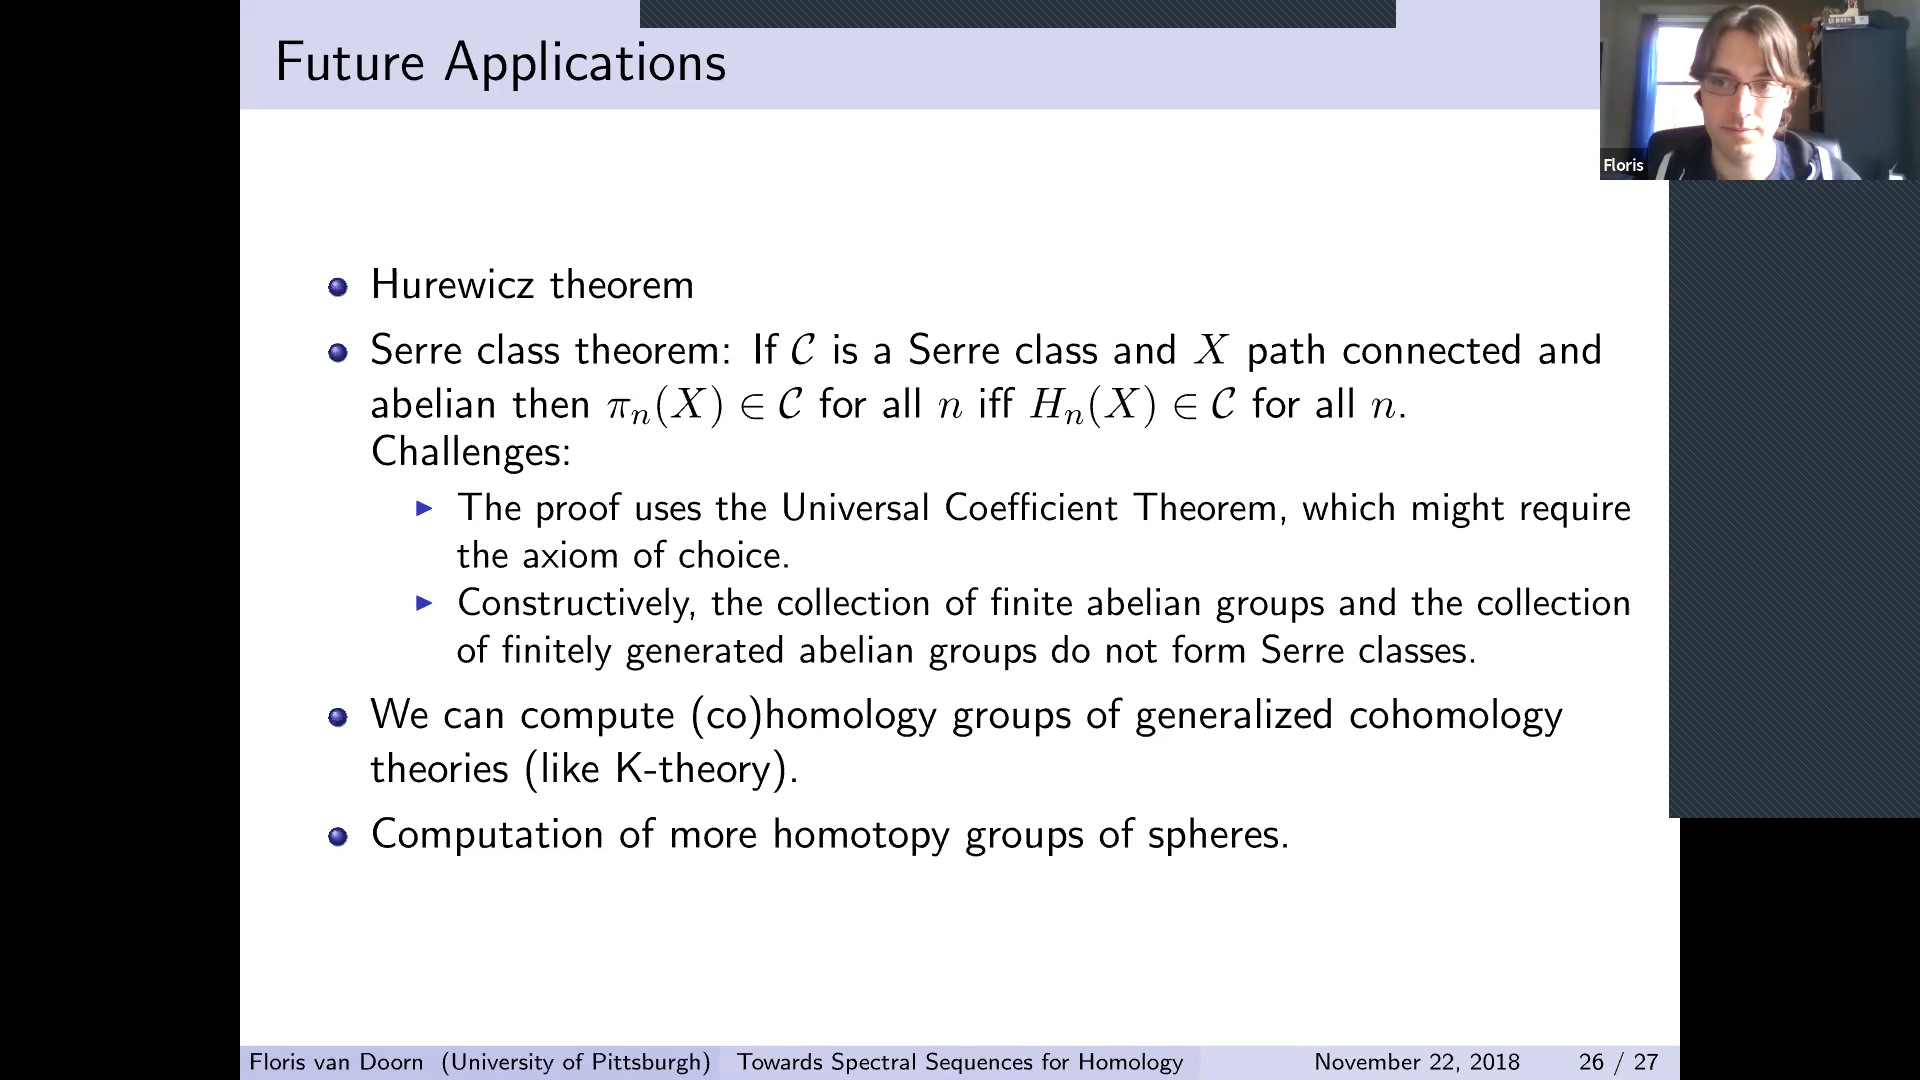 Future Applications
Floris
Hurewicz theorem
Serre class theorem: If 𝒞 is a Serre class and X path connected and
abelian then πₙ(X) ∈ 𝒞 for all n iff Hₙ(X) ∈ 𝒞 for all n.
Challenges:
The proof uses the Universal Coefficient Theorem, which might require
the axiom of choice.
Constructively, the collection of finite abelian groups and the collection
of finitely generated abelian groups do not form Serre classes.
We can compute (co)homology groups of generalized cohomology
theories (like K-theory).
Computation of more homotopy groups of spheres.
Floris van Doorn (University of Pittsburgh) Towards Spectral Sequences for Homology November 22, 2018 26 / 27